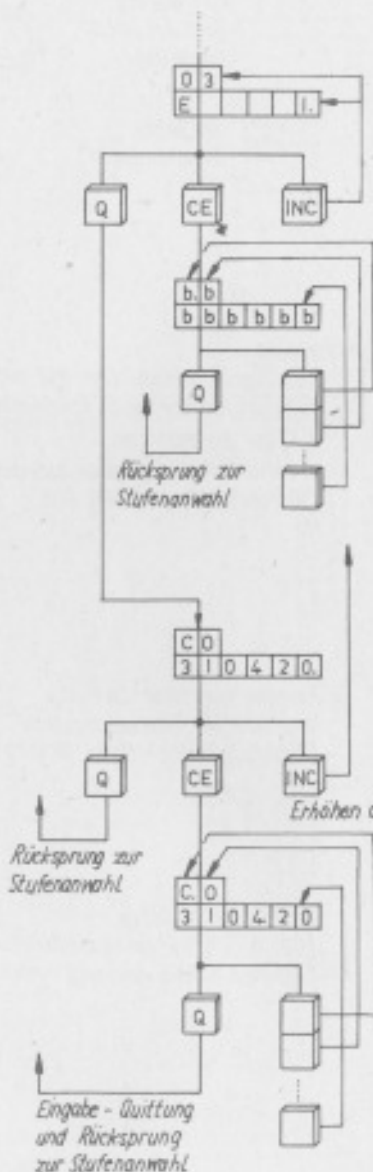 0 3
E 1.
Q CE INC
b. b
b b b b b b
Q
Rücksprung zur
Stufenanwahl
C 0
3 1 0 4 2 0.
Q CE INC
Erhöhen
Rücksprung zur
Stufenanwahl
C. 0
3 1 0 4 2 0
Q
Eingabe - Quittung
und Rücksprung
zur Stufenanwahl